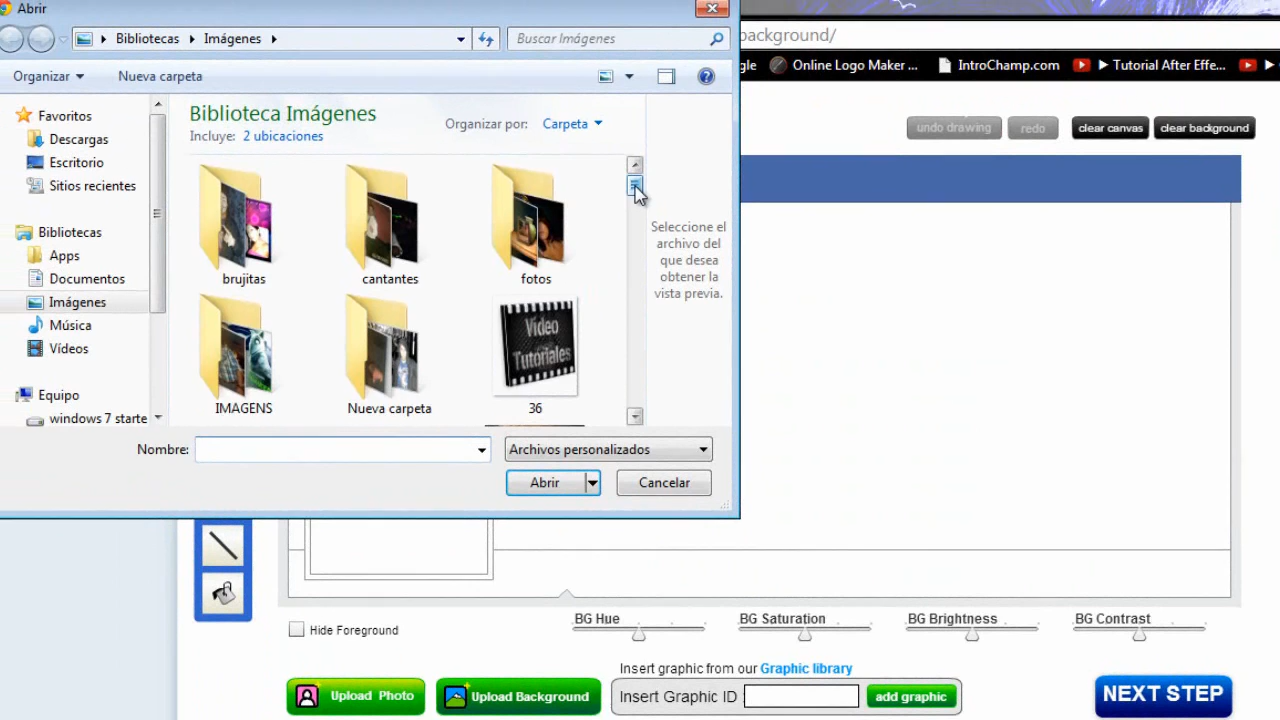 Abrir
Bibliotecas
Imágenes
Buscar Imágenes
background/
gle
Online Logo Maker ...
IntroChamp.com
Tutorial After Effe...
Organizar
Nueva carpeta
Favoritos
Descargas
Escritorio
Sitios recientes
Bibliotecas
Apps
Documentos
Imágenes
Música
Vídeos
Equipo
windows 7 starte
Biblioteca Imágenes
Incluye: 2 ubicaciones
Organizar por: Carpeta
brujitas
cantantes
fotos
Vídeo
Tutoriales
IMAGENS
Nueva carpeta
36
Seleccione el
archivo del
que desea
obtener la
vista previa.
Nombre:
Archivos personalizados
Abrir
Cancelar
undo drawing
redo
clear canvas
clear background
Hide Foreground
BG Hue
BG Saturation
BG Brightness
BG Contrast
Insert graphic from our Graphic library
Upload Photo
Upload Background
Insert Graphic ID
add graphic
NEXT STEP